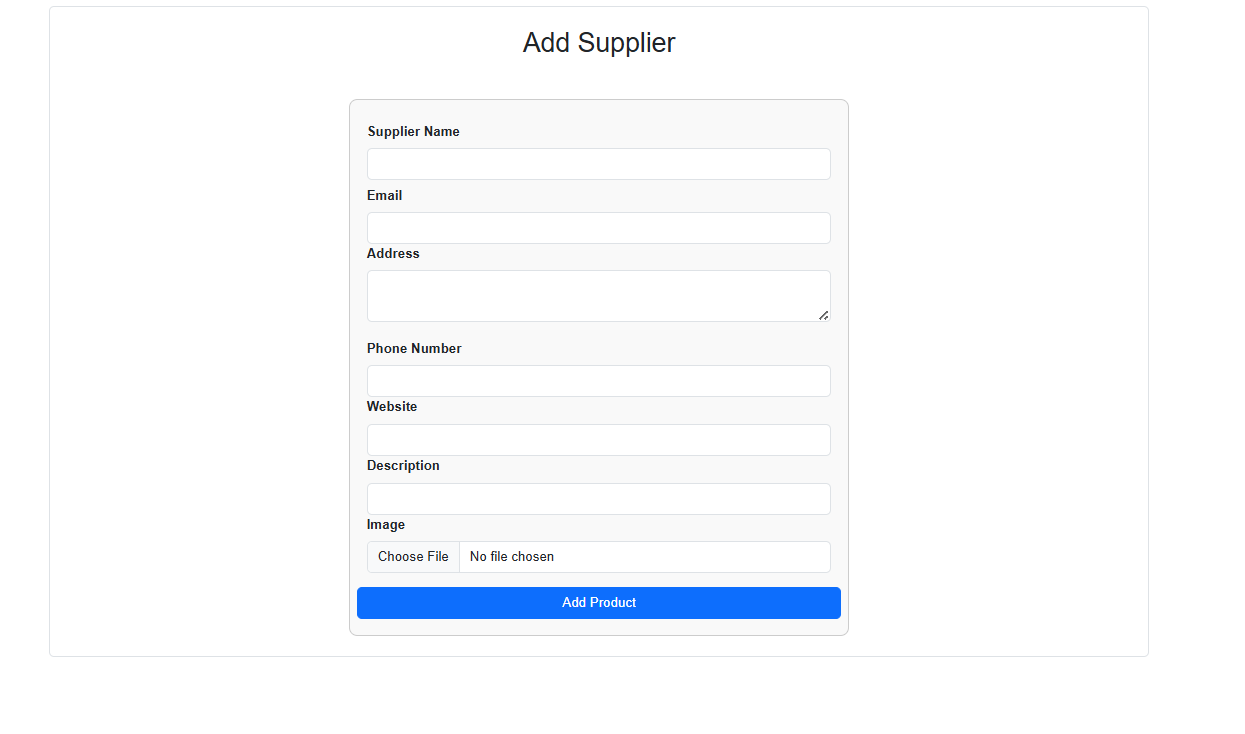 Add Supplier
Supplier Name
Email
Address
Phone Number
Website
Description
Image
Choose File No file chosen
Add Product